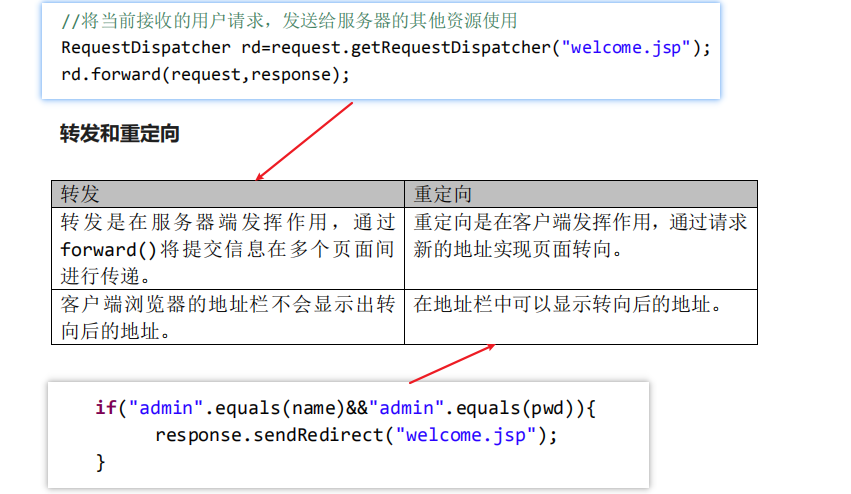 //将当前接收的用户请求，发送给服务器的其他资源使用
RequestDispatcher rd=request.getRequestDispatcher("welcome.jsp");
rd.forward(request,response);
转发和重定向
转发
重定向
转发是在服务器端发挥作用，通过
forward()将提交信息在多个页面间
进行传递。
重定向是在客户端发挥作用，通过请求
新的地址实现页面转向。
客户端浏览器的地址栏不会显示出转
向后的地址。
在地址栏中可以显示转向后的地址。
if("admin".equals(name)&&"admin".equals(pwd)){
response.sendRedirect("welcome.jsp");
}